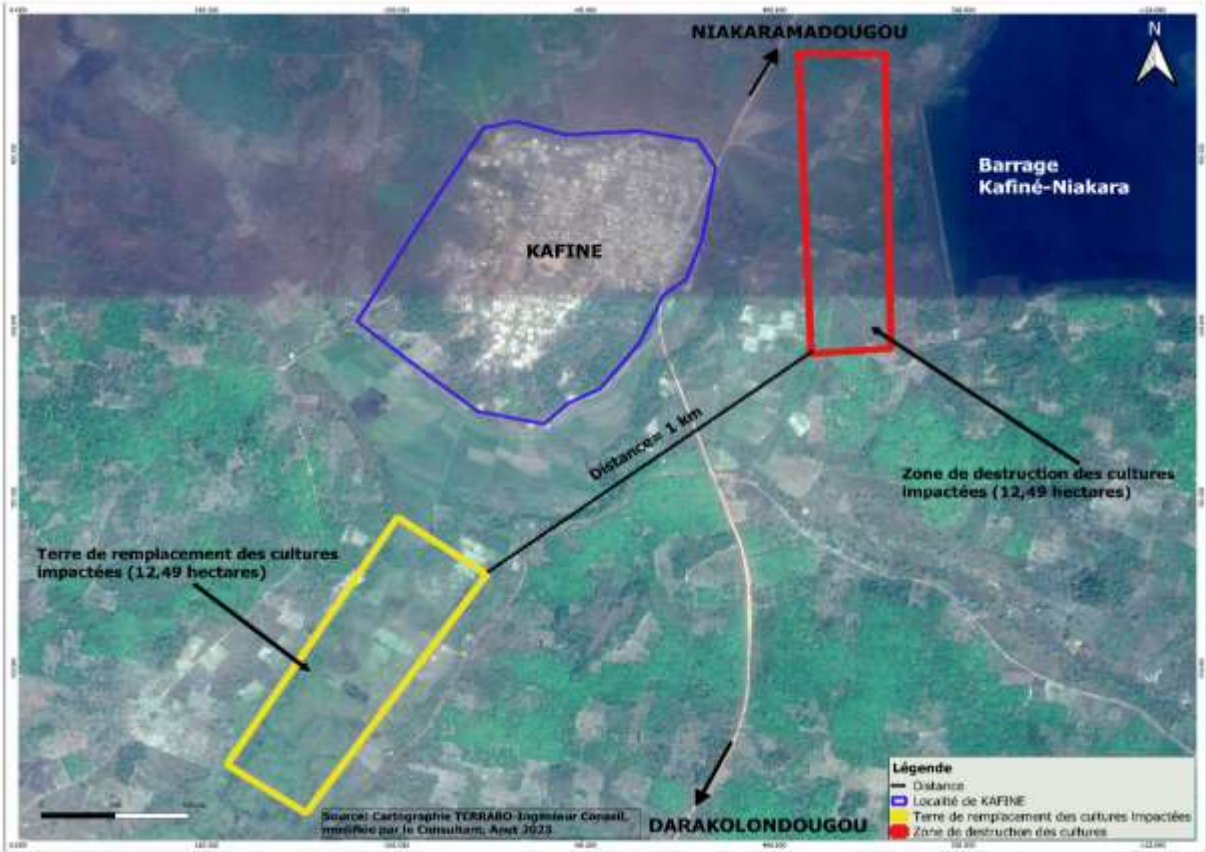 NIAKARAMADOUGOU
N
Barrage
Kafiné-Niakara
KAFINE
Distance= 1 km
Zone de destruction des cultures
impactées (12,49 hectares)
Terre de remplacement des cultures
impactées (12,49 hectares)
DARAKOLONDOUGOU
Source: Cartographie TERRABO-Ingénieur Conseil,
modifiée par le Consultant, Aout 2023
Légende
Distance
Localité de KAFINE
Terre de remplacement des cultures impactées
Zone de destruction des cultures